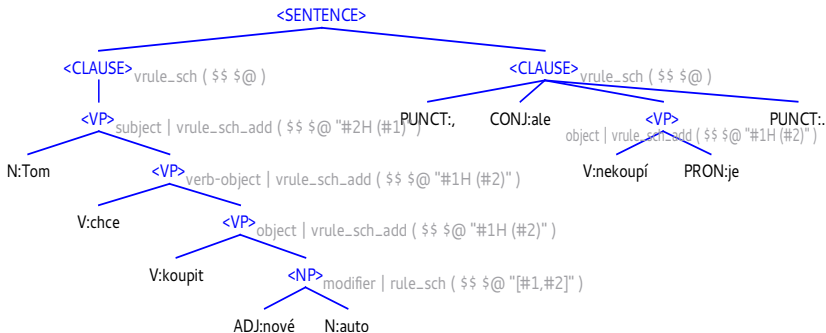 <SENTENCE>
<CLAUSE> vrule_sch ( $$ $@ ) <CLAUSE> vrule_sch ( $$ $@ )
<VP> subject | vrule_sch_add ( $$ $@ "#2H (#1)" ) PUNCT:, CONJ:ale <VP> object | vrule_sch_add ( $$ $@ "#1H (#2)" ) PUNCT:.
N:Tom <VP> verb-object | vrule_sch_add ( $$ $@ "#1H (#2)" ) V:nekoupí PRON:je
V:chce <VP> object | vrule_sch_add ( $$ $@ "#1H (#2)" )
V:koupit <NP> modifier | rule_sch ( $$ $@ "[#1,#2]" )
ADJ:nové N:auto